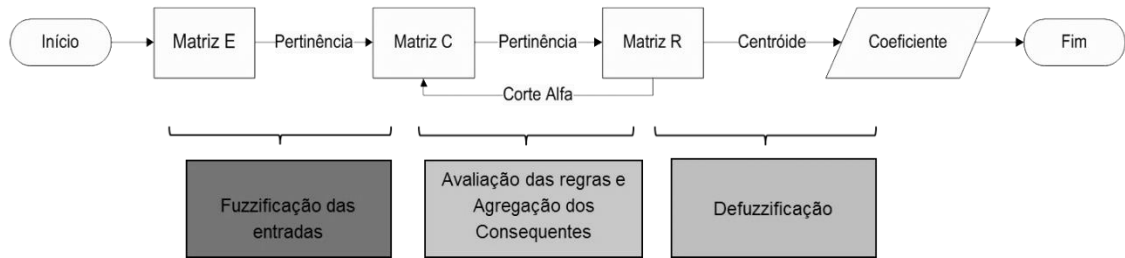 Início
Matriz E
Pertinência
Matriz C
Pertinência
Matriz R
Centróide
Coeficiente
Fim
Corte Alfa
Fuzzificação das
entradas
Avaliação das regras e
Agregação dos
Consequentes
Defuzzificação